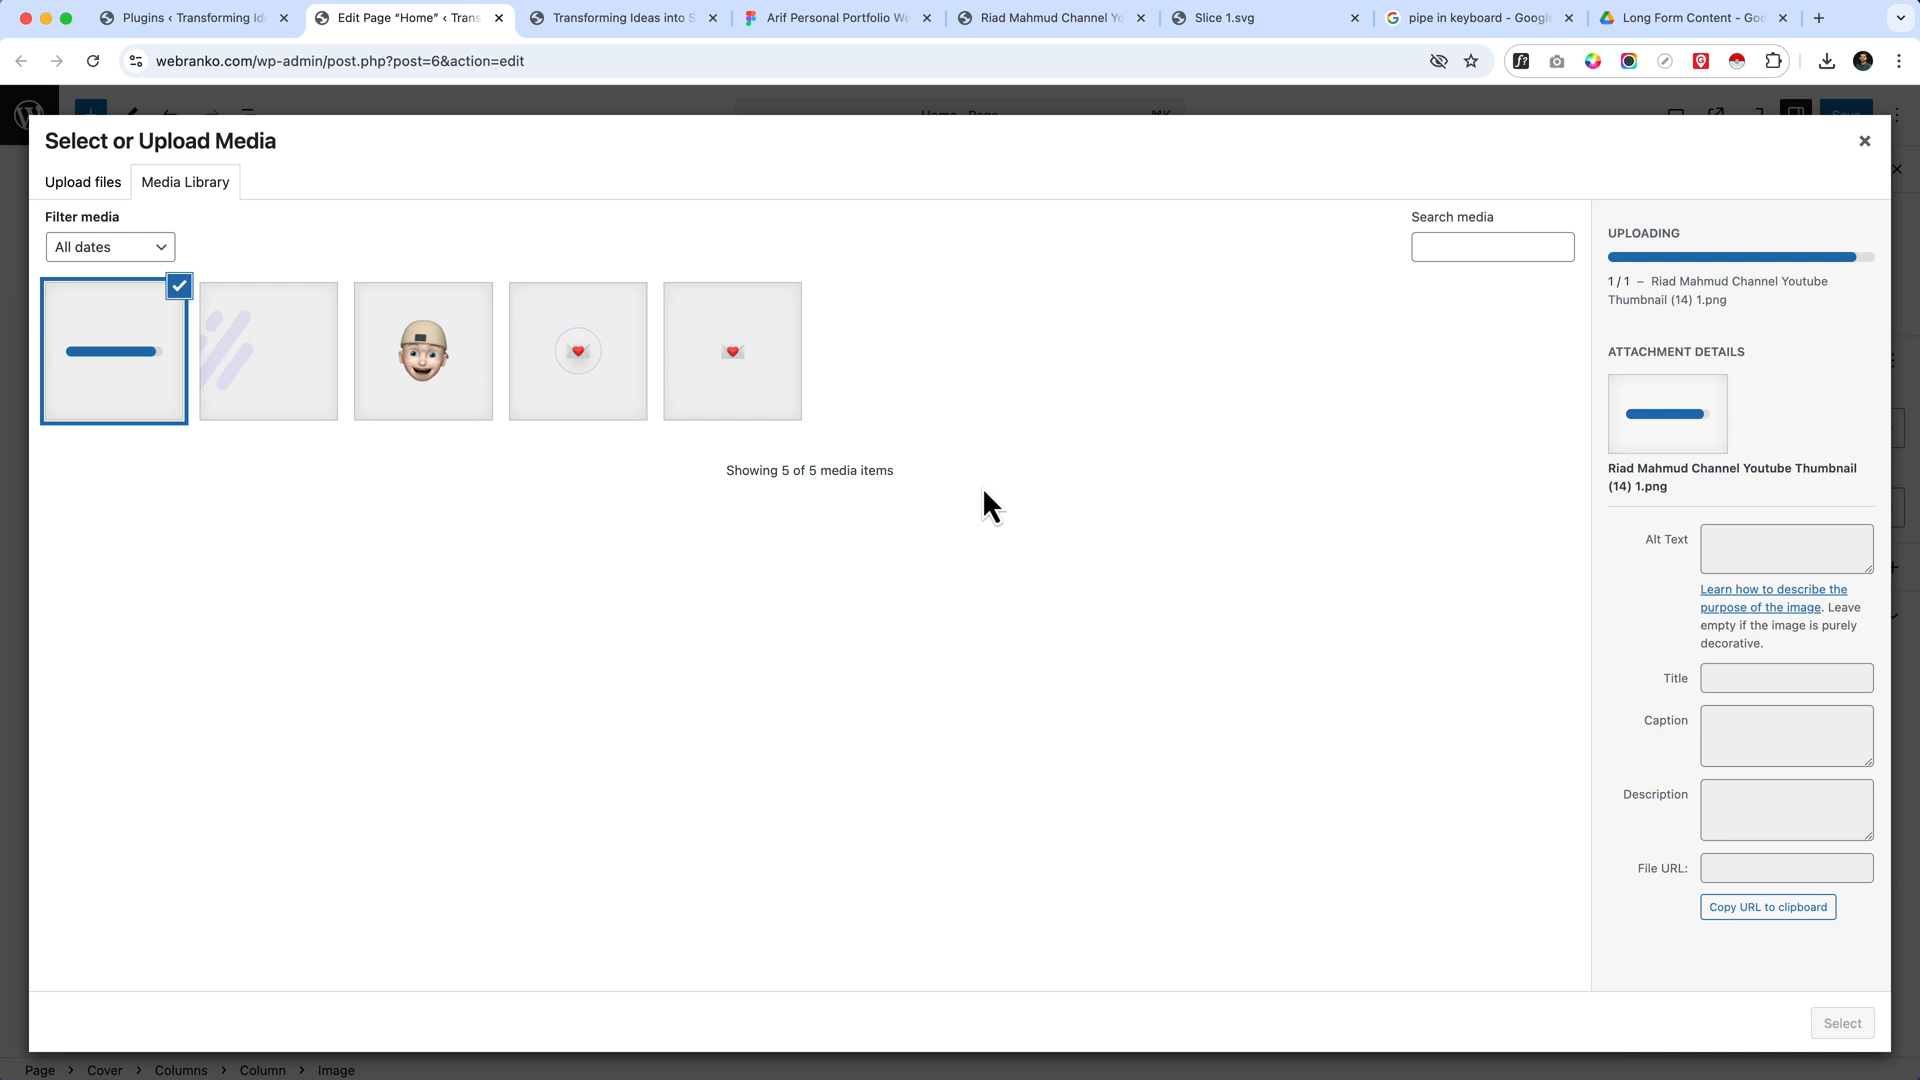 Plugins ‹ Transforming Id
Edit Page “Home” ‹ Trans
Transforming Ideas into S
Arif Personal Portfolio We
Riad Mahmud Channel Yo
Slice 1.svg
pipe in keyboard - Google
Long Form Content - Goo
webranko.com/wp-admin/post.php?post=6&action=edit
Select or Upload Media
Upload files
Media Library
Filter media
All dates
Search media
Showing 5 of 5 media items
UPLOADING
1 / 1 – Riad Mahmud Channel Youtube
Thumbnail (14) 1.png
ATTACHMENT DETAILS
Riad Mahmud Channel Youtube Thumbnail
(14) 1.png
Alt Text
Learn how to describe the
purpose of the image. Leave
empty if the image is purely
decorative.
Title
Caption
Description
File URL:
Copy URL to clipboard
Select
Page
Cover
Columns
Column
Image